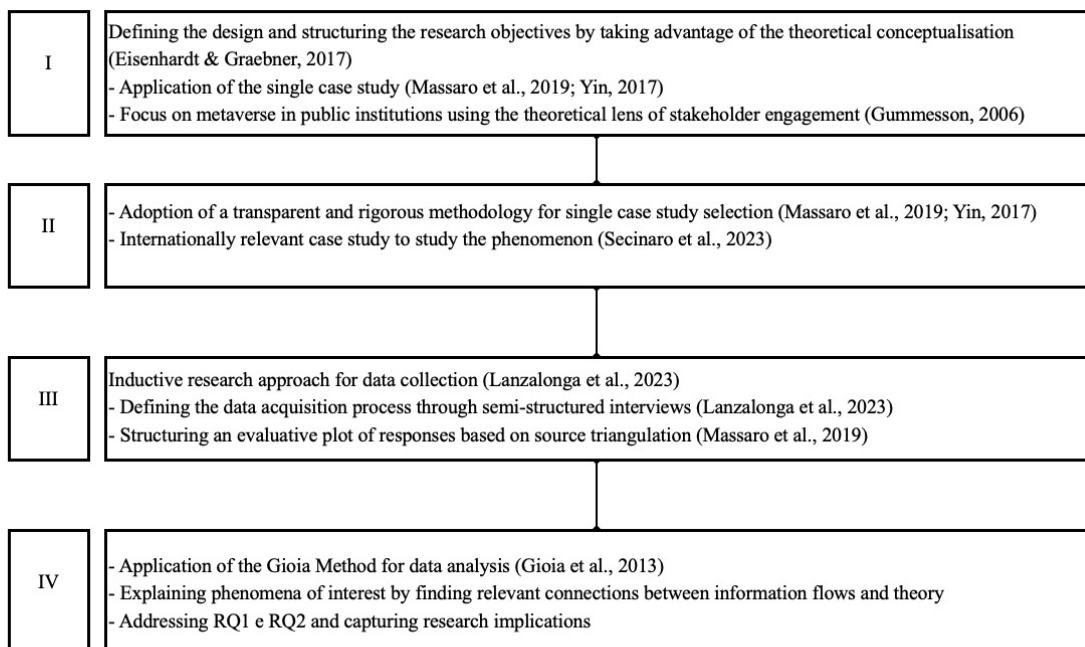 I
Defining the design and structuring the research objectives by taking advantage of the theoretical conceptualisation
(Eisenhardt & Graebner, 2017)
- Application of the single case study (Massaro et al., 2019; Yin, 2017)
- Focus on metaverse in public institutions using the theoretical lens of stakeholder engagement (Gummesson, 2006)
II
- Adoption of a transparent and rigorous methodology for single case study selection (Massaro et al., 2019; Yin, 2017)
- Internationally relevant case study to study the phenomenon (Secinaro et al., 2023)
III
Inductive research approach for data collection (Lanzalonga et al., 2023)
- Defining the data acquisition process through semi-structured interviews (Lanzalonga et al., 2023)
- Structuring an evaluative plot of responses based on source triangulation (Massaro et al., 2019)
IV
- Application of the Gioia Method for data analysis (Gioia et al., 2013)
- Explaining phenomena of interest by finding relevant connections between information flows and theory
- Addressing RQ1 e RQ2 and capturing research implications